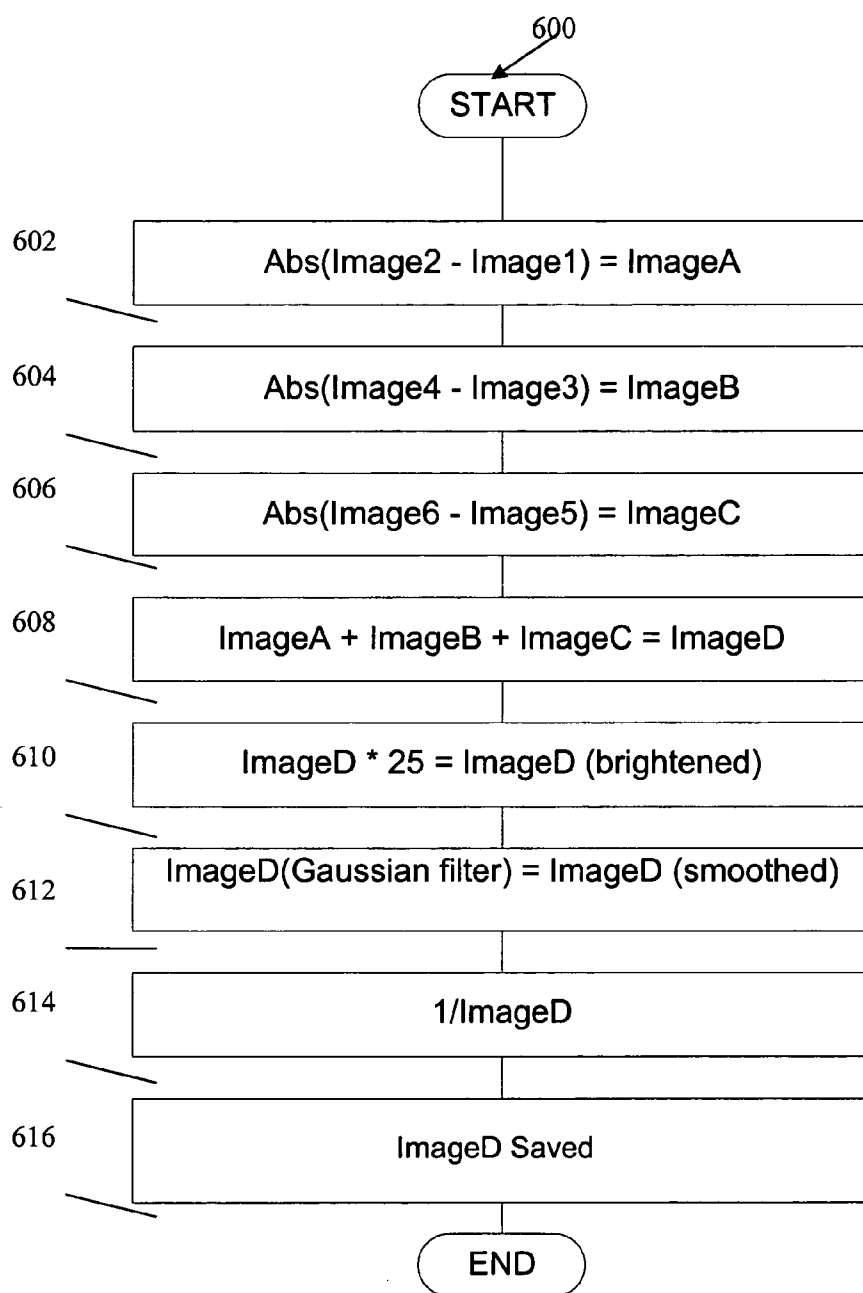 600
START
602
Abs(Image2 - Image1) = ImageA
604
Abs(Image4 - Image3) = ImageB
606
Abs(Image6 - Image5) = ImageC
608
ImageA + ImageB + ImageC = ImageD
610
ImageD * 25 = ImageD (brightened)
612
ImageD(Gaussian filter) = ImageD (smoothed)
614
1/ImageD
616
ImageD Saved
END